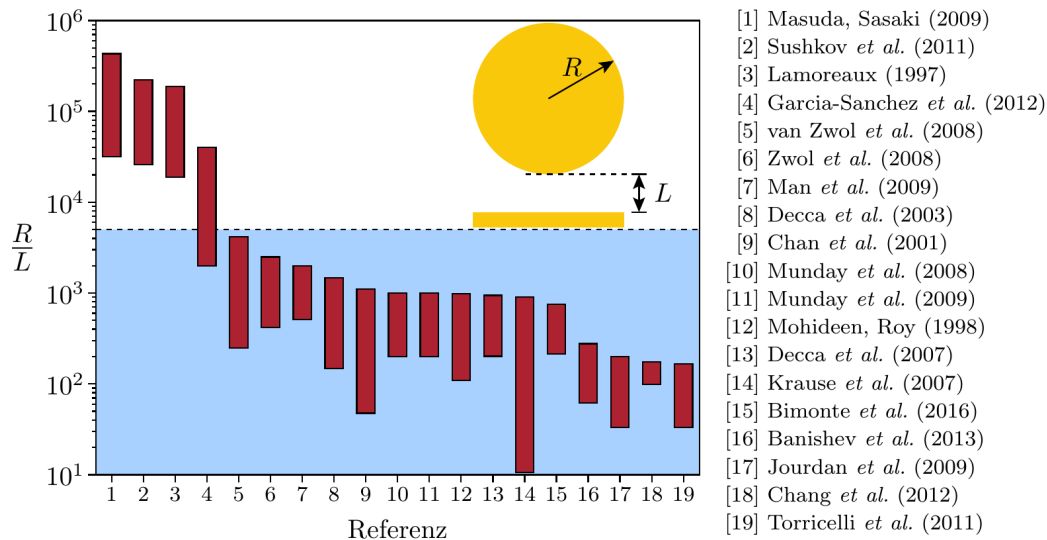 10^6
10^5
10^4
10^3
10^2
10^1
R
L
R
L
1 2 3 4 5 6 7 8 9 10 11 12 13 14 15 16 17 18 19
Referenz
[1] Masuda, Sasaki (2009)
[2] Sushkov et al. (2011)
[3] Lamoreaux (1997)
[4] Garcia-Sanchez et al. (2012)
[5] van Zwol et al. (2008)
[6] Zwol et al. (2008)
[7] Man et al. (2009)
[8] Decca et al. (2003)
[9] Chan et al. (2001)
[10] Munday et al. (2008)
[11] Munday et al. (2009)
[12] Mohideen, Roy (1998)
[13] Decca et al. (2007)
[14] Krause et al. (2007)
[15] Bimonte et al. (2016)
[16] Banishev et al. (2013)
[17] Jourdan et al. (2009)
[18] Chang et al. (2012)
[19] Torricelli et al. (2011)